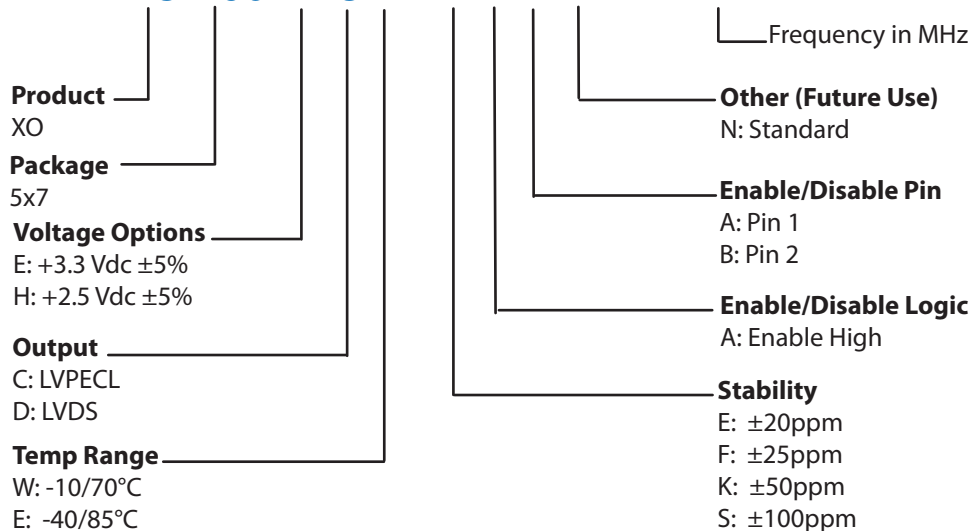 Frequency in MHz
Product
XO
Package
5x7
Voltage Options
E: +3.3 Vdc ±5%
H: +2.5 Vdc ±5%
Output
C: LVPECL
D: LVDS
Temp Range
W: -10/70°C
E: -40/85°C
Other (Future Use)
N: Standard
Enable/Disable Pin
A: Pin 1
B: Pin 2
Enable/Disable Logic
A: Enable High
Stability
E: ±20ppm
F: ±25ppm
K: ±50ppm
S: ±100ppm